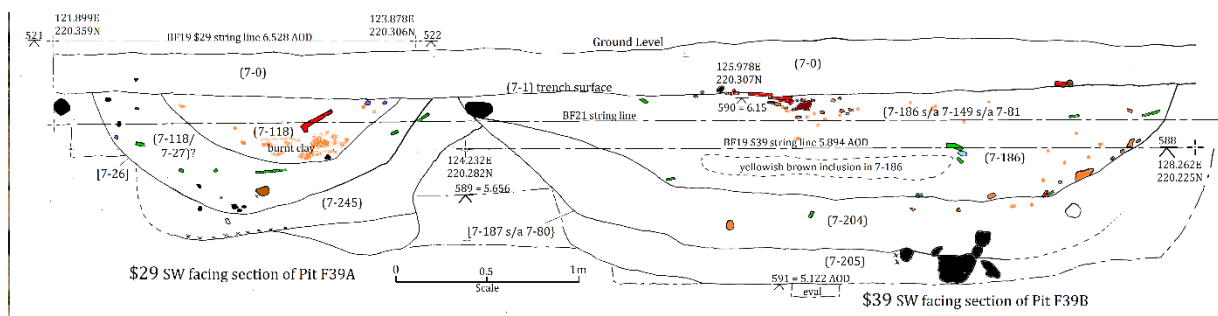 121.899E
220.359N
123.878E
220.306N
521
BF19 $29 string line 6.528 AOD
522
Ground Level
(7-0)
(7-0)
125.978E
220.307N
(7-1) trench surface
590 = 6.15
(7-186 s/a 7-149 s/a 7-81
BF21 string line
(7-118)
(7-118/
7-27)?
burnt clay
BF19 $39 string line 5.894 AOD
588
(7-186)
124.232E
220.282N
128.262E
220.225N
yellowish brown inclusion in 7-186
[7-26]
589 = 5.656
(7-245)
(7-204)
[7-187 s/a 7-80}
(7-205)
$29 SW facing section of Pit F39A
0
0.5
1m
Scale
591 = 5.122 AOD
eval
$39 SW facing section of Pit F39B